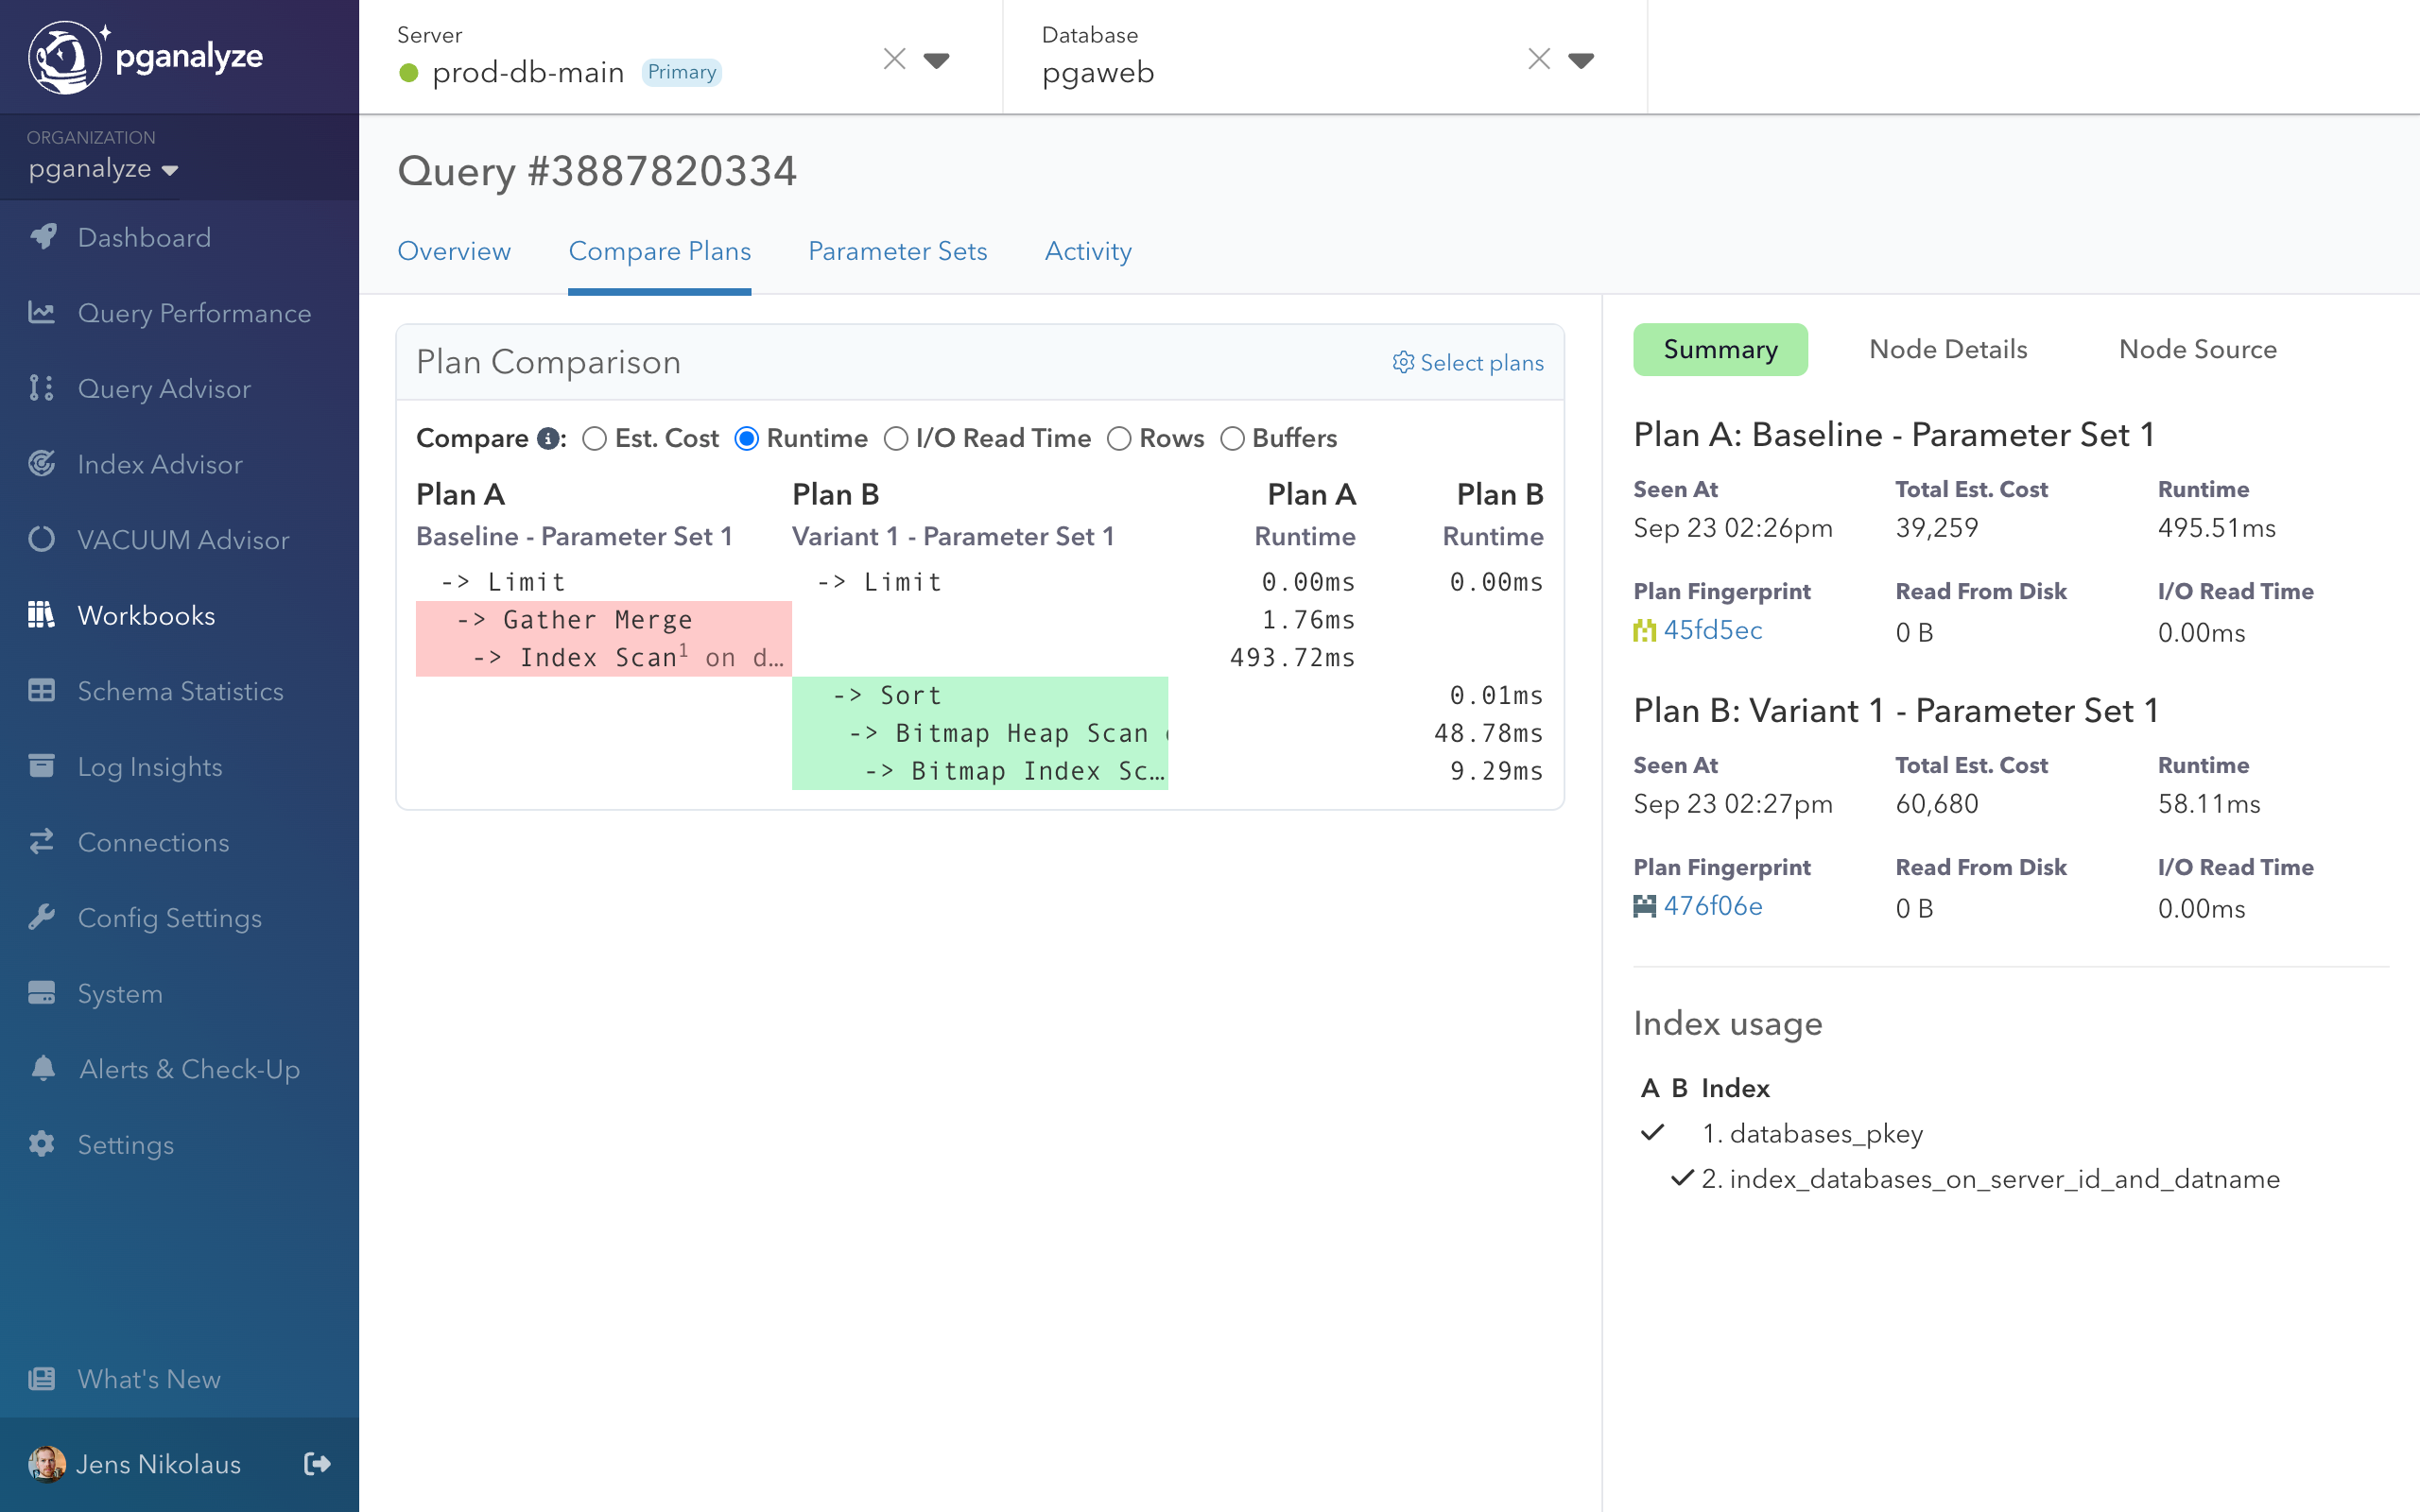 pganalyze
ORGANIZATION
pganalyze
Dashboard
Query Performance
Query Advisor
Index Advisor
VACUUM Advisor
Workbooks
Schema Statistics
Log Insights
Connections
Config Settings
System
Alerts & Check-Up
Settings
What's New
Jens Nikolaus
Server
prod-db-main Primary
Database
pgaweb
Query #3887820334
Overview Compare Plans Parameter Sets Activity
Plan Comparison Select plans
Compare : Est. Cost Runtime I/O Read Time Rows Buffers
Plan A Plan B Plan A Plan B
Baseline - Parameter Set 1 Variant 1 - Parameter Set 1 Runtime Runtime
-> Limit -> Limit 0.00ms 0.00ms
-> Gather Merge 1.76ms
-> Index Scan1 on d… 493.72ms
-> Sort 0.01ms
-> Bitmap Heap Scan 48.78ms
-> Bitmap Index Sc… 9.29ms
Summary Node Details Node Source
Plan A: Baseline - Parameter Set 1
Seen At Total Est. Cost Runtime
Sep 23 02:26pm 39,259 495.51ms
Plan Fingerprint Read From Disk I/O Read Time
45fd5ec 0 B 0.00ms
Plan B: Variant 1 - Parameter Set 1
Seen At Total Est. Cost Runtime
Sep 23 02:27pm 60,680 58.11ms
Plan Fingerprint Read From Disk I/O Read Time
476f06e 0 B 0.00ms
Index usage
A B Index
1. databases_pkey
2. index_databases_on_server_id_and_datname